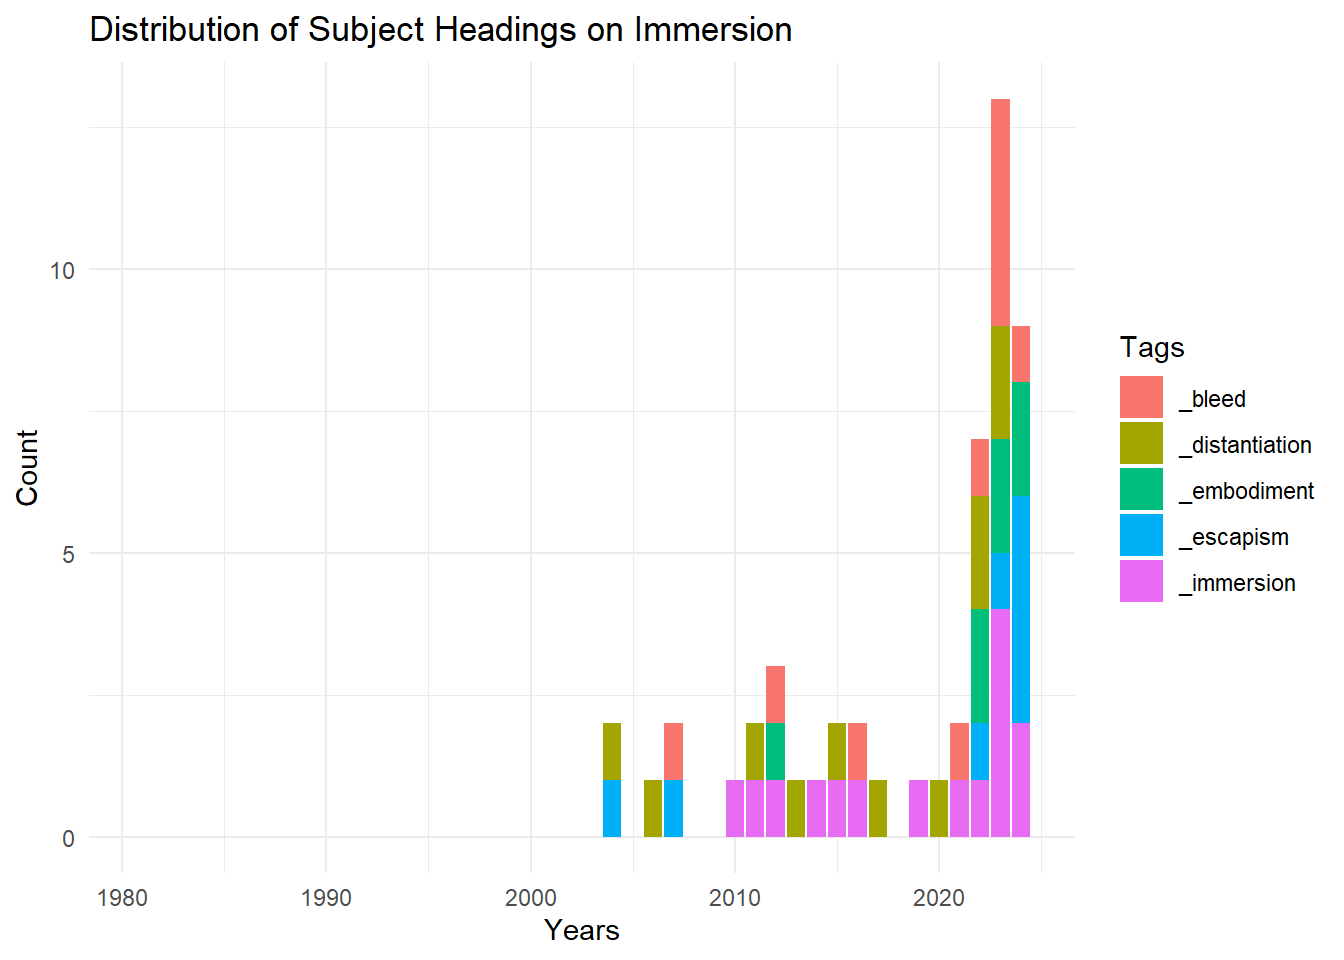 Distribution of Subject Headings on Immersion
Count
10
5
0
1980 1990 2000 2010 2020
Years
Tags
_bleed
_distantiation
_embodiment
_escapism
_immersion